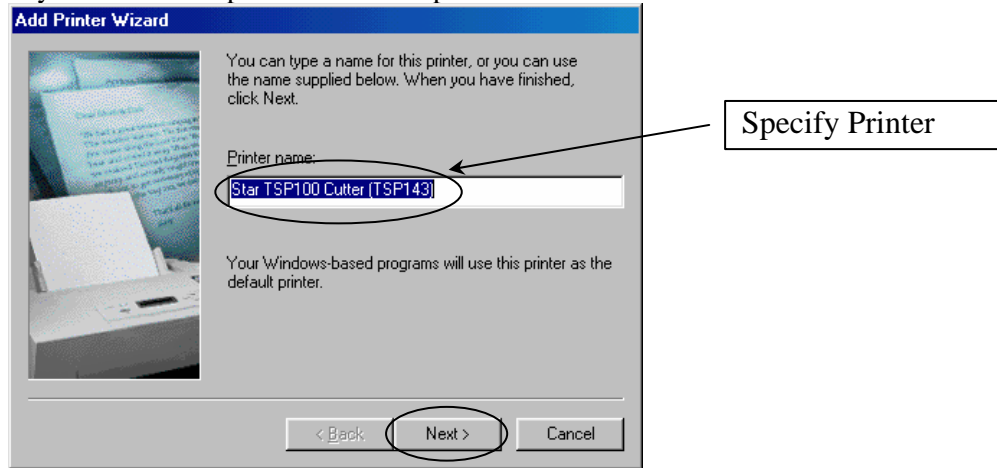 Add Printer Wizard
You can type a name for this printer, or you can use
the name supplied below. When you have finished,
click Next.
Specify Printer
Printer name:
Star TSP100 Cutter (TSP143)
Your Windows-based programs will use this printer as the
default printer.
< Back
Next >
Cancel